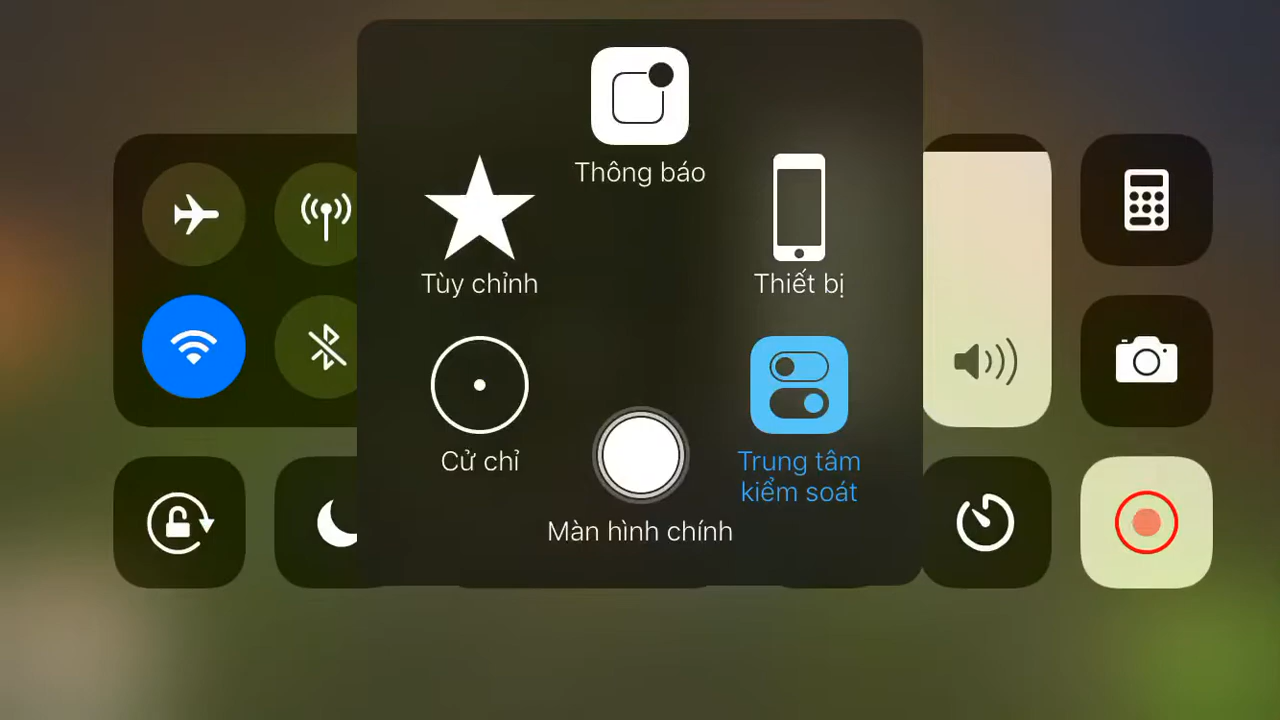 Thông báo
Tùy chỉnh
Thiết bị
Cử chỉ
Trung tâm
kiểm soát
Màn hình chính